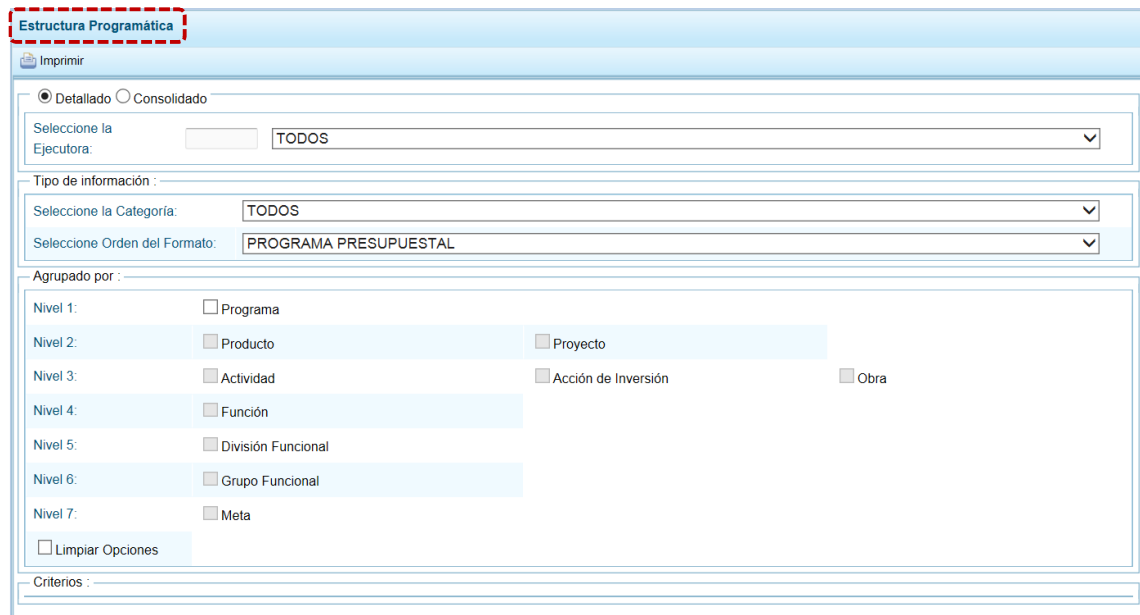 Estructura Programática
Imprimir
Detallado Consolidado
Seleccione la
Ejecutora:
TODOS
Tipo de información :
Seleccione la Categoría: TODOS
Seleccione Orden del Formato: PROGRAMA PRESUPUESTAL
Agrupado por :
Nivel 1: Programa
Nivel 2: Producto Proyecto
Nivel 3: Actividad Acción de Inversión Obra
Nivel 4: Función
Nivel 5: División Funcional
Nivel 6: Grupo Funcional
Nivel 7: Meta
Limpiar Opciones
Criterios :